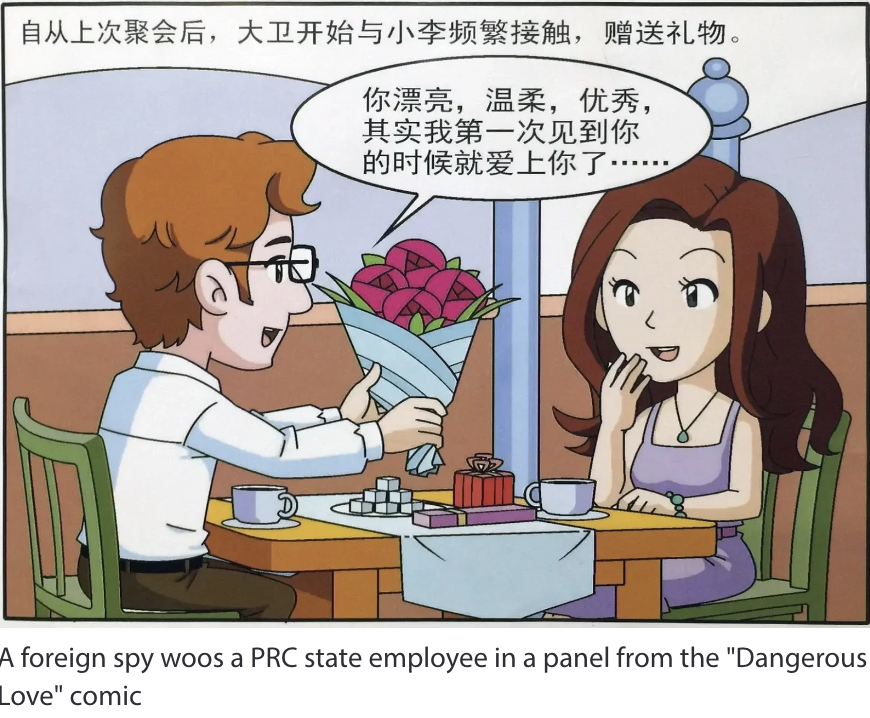 自从上次聚会后，大卫开始与小李频繁接触，赠送礼物。
你漂亮，温柔，优秀，
其实我第一次见到你
的时候就爱上你了……
A foreign spy woos a PRC state employee in a panel from the "Dangerous
Love" comic